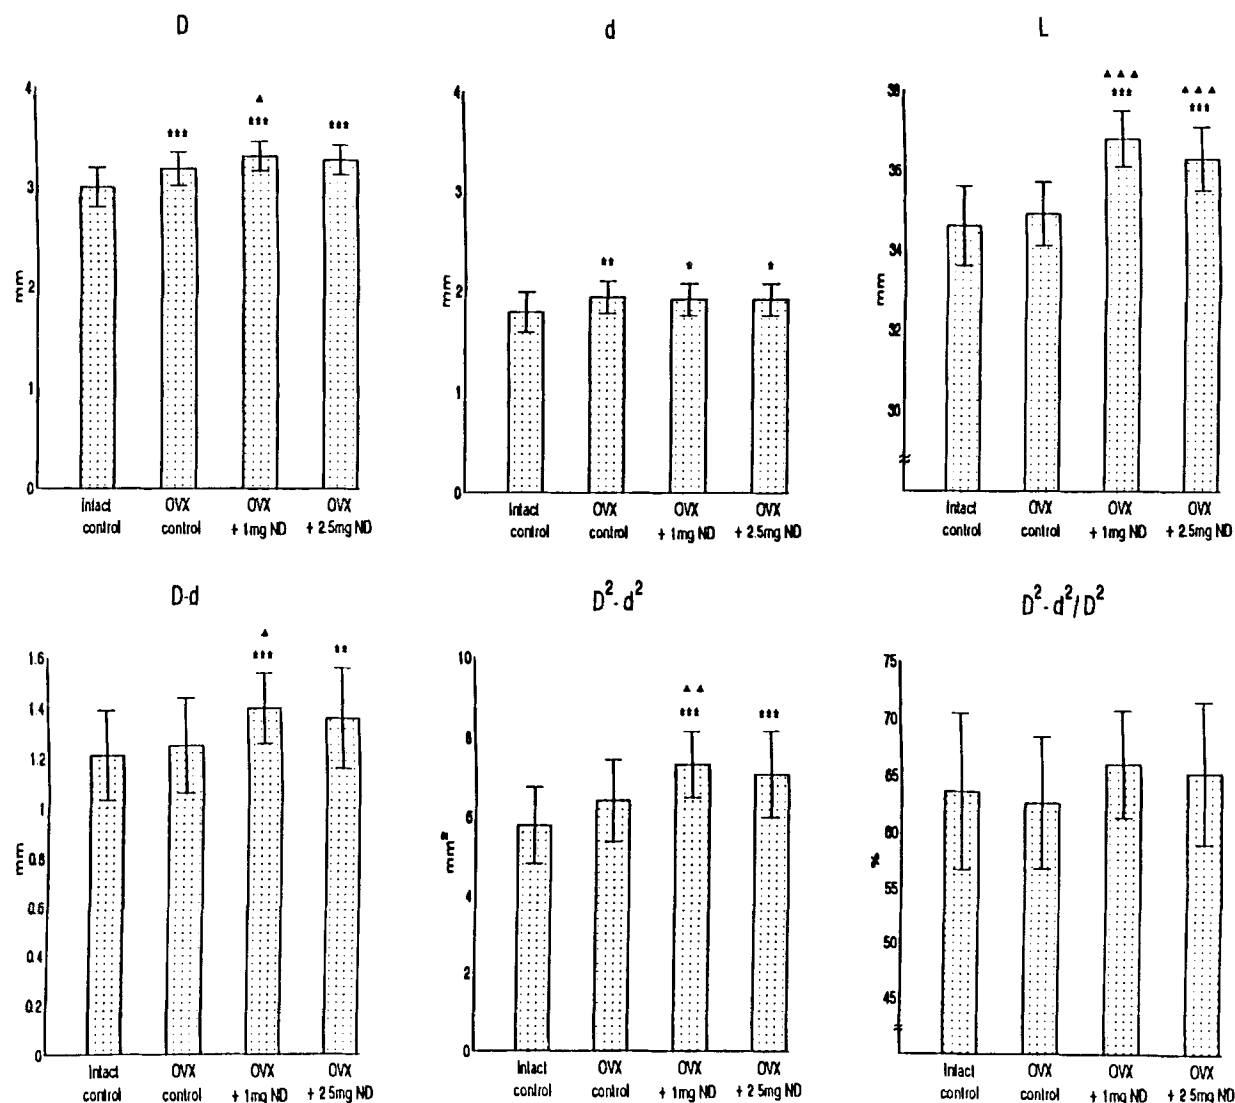 D
4
3
2
1
0
mm
▲
*** *** ***
Intact control
OVX control
OVX + 1mg ND
OVX + 2.5mg ND
d
4
3
2
1
0
mm
** * *
Intact control
OVX control
OVX + 1mg ND
OVX + 2.5mg ND
L
38
36
34
32
30
mm
▲▲▲ ▲▲▲
*** ***
Intact control
OVX control
OVX + 1mg ND
OVX + 2.5mg ND
D-d
1.6
1.4
1.2
1
0.8
0.6
0.4
0.2
0
mm
▲
*** **
Intact control
OVX control
OVX + 1mg ND
OVX + 2.5mg ND
D²-d²
10
8
6
4
2
0
mm²
▲▲
*** ***
Intact control
OVX control
OVX + 1mg ND
OVX + 2.5mg ND
D²-d²/D²
75
70
65
60
55
50
45
%
Intact control
OVX control
OVX + 1mg ND
OVX + 2.5mg ND